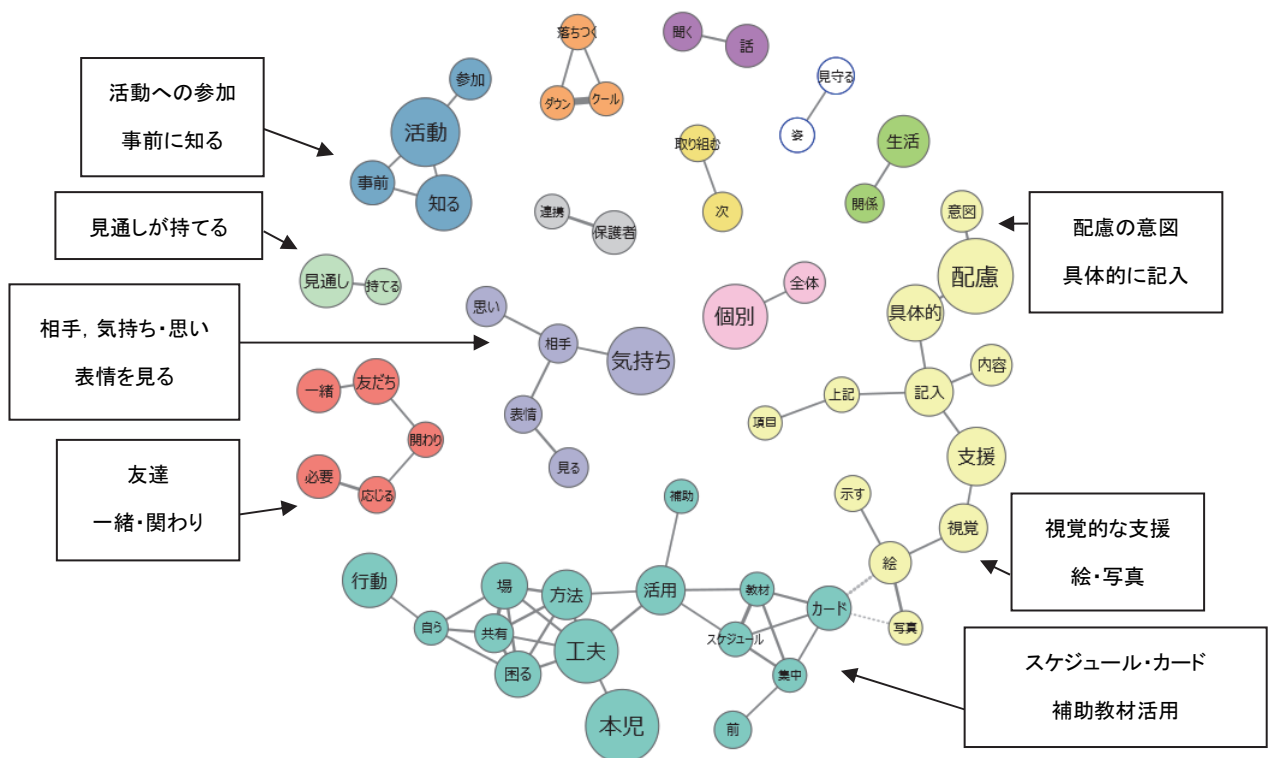 活動への参加
事前に知る
見通しが持てる
相手，気持ち・思い
表情を見る
友達
一緒・関わり
配慮の意図
具体的に記入
視覚的な支援
絵・写真
スケジュール・カード
補助教材活用
参加
活動
事前
知る
落ちつく
ダウン
クール
聞く
話
見守る
姿
取り組む
次
生活
関係
連携
保護者
見通し
持てる
思い
相手
気持ち
表情
見る
全体
個別
意図
配慮
具体的
内容
記入
上記
項目
支援
視覚
示す
絵
写真
一緒
友だち
関わり
必要
応じる
補助
行動
場
方法
活用
教材
カード
自ら
共有
工夫
スケジュール
困る
集中
本児
前